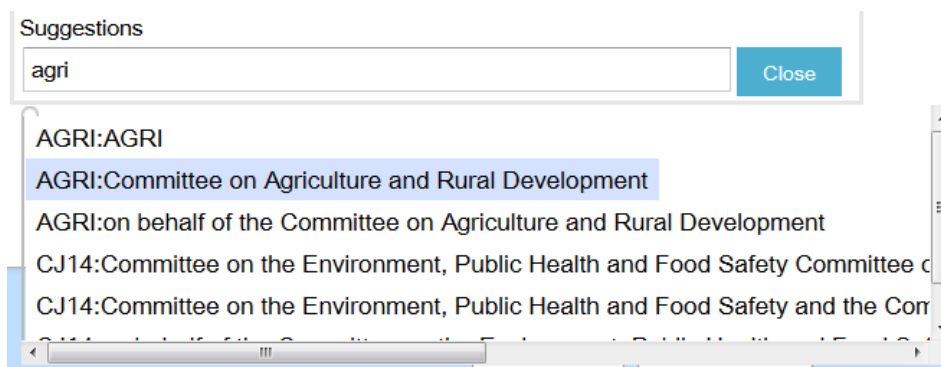 Suggestions
agri
Close
AGRI:AGRI
AGRI:Committee on Agriculture and Rural Development
AGRI:on behalf of the Committee on Agriculture and Rural Development
CJ14:Committee on the Environment, Public Health and Food Safety Committee
CJ14:Committee on the Environment, Public Health and Food Safety and the Com